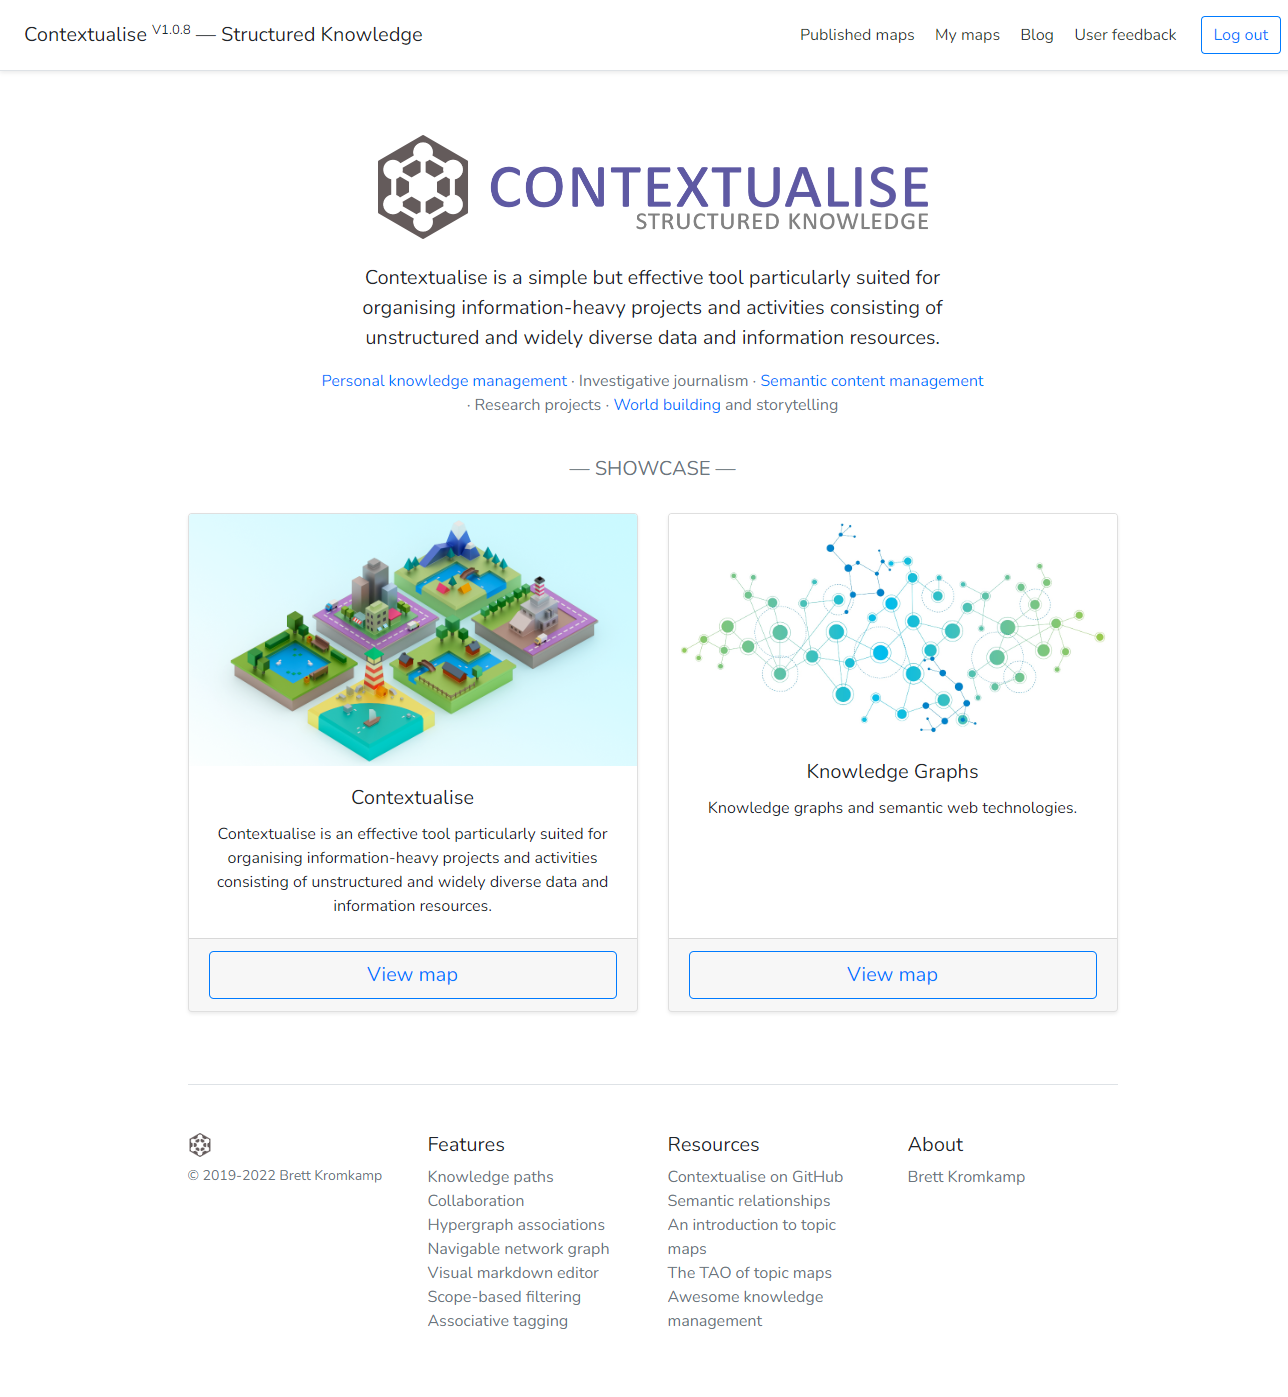 Contextualise V1.0.8 — Structured Knowledge
Published maps
My maps
Blog
User feedback
Log out
CONTEXTUALISE
STRUCTURED KNOWLEDGE
Contextualise is a simple but effective tool particularly suited for
organising information-heavy projects and activities consisting of
unstructured and widely diverse data and information resources.
Personal knowledge management · Investigative journalism · Semantic content management
· Research projects · World building and storytelling
— SHOWCASE —
Contextualise
Contextualise is an effective tool particularly suited for
organising information-heavy projects and activities
consisting of unstructured and widely diverse data and
information resources.
View map
Knowledge Graphs
Knowledge graphs and semantic web technologies.
View map
© 2019-2022 Brett Kromkamp
Features
Knowledge paths
Collaboration
Hypergraph associations
Navigable network graph
Visual markdown editor
Scope-based filtering
Associative tagging
Resources
Contextualise on GitHub
Semantic relationships
An introduction to topic
maps
The TAO of topic maps
Awesome knowledge
management
About
Brett Kromkamp